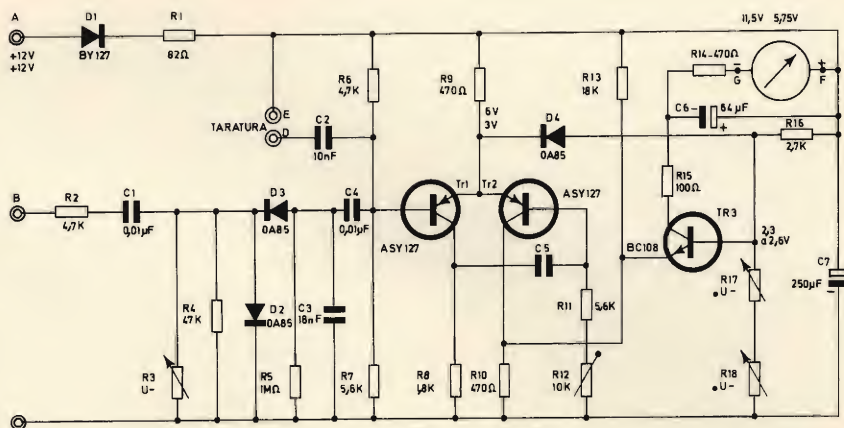 A
+12V
+12V
D1
BY127
R1
82Ω
E
TARATURA
D
C2
10nF
R6
4,7K
R9
470Ω
6V
3V
D4
0A85
R13
18K
11,5V 5,75V
R14-470Ω
-
G
+
F
C6-
64µF
+
R16
2,7K
R15
100Ω
B
R2
4,7K
C1
0,01µF
D3
0A85
C4
0,01µF
Tr1
Tr2
ASY127
ASY127
C5
BC108
TR3
2,3
a 2,6V
R17
.U-
C7
250µF
-
R4
47K
D2
0A85
C3
18nF
R11
5,6K
R3
U-
R5
1MΩ
R7
5,6K
R8
1,8K
R10
470Ω
R12
10K
R18
.U-